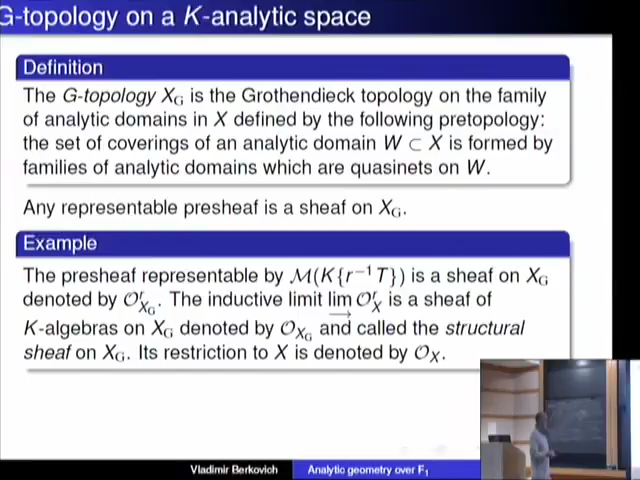 G-topology on a K-analytic space
Definition
The G-topology X_G is the Grothendieck topology on the family
of analytic domains in X defined by the following pretopology:
the set of coverings of an analytic domain W ⊂ X is formed by
families of analytic domains which are quasinets on W.
Any representable presheaf is a sheaf on X_G.
Example
The presheaf representable by ℳ(K{r⁻¹T}) is a sheaf on X_G
denoted by 𝒪^r_{X_G}. The inductive limit lim→ 𝒪^r_X is a sheaf of
K-algebras on X_G denoted by 𝒪_{X_G} and called the structural
sheaf on X_G. Its restriction to X is denoted by 𝒪_X.
Vladimir Berkovich
Analytic geometry over F₁